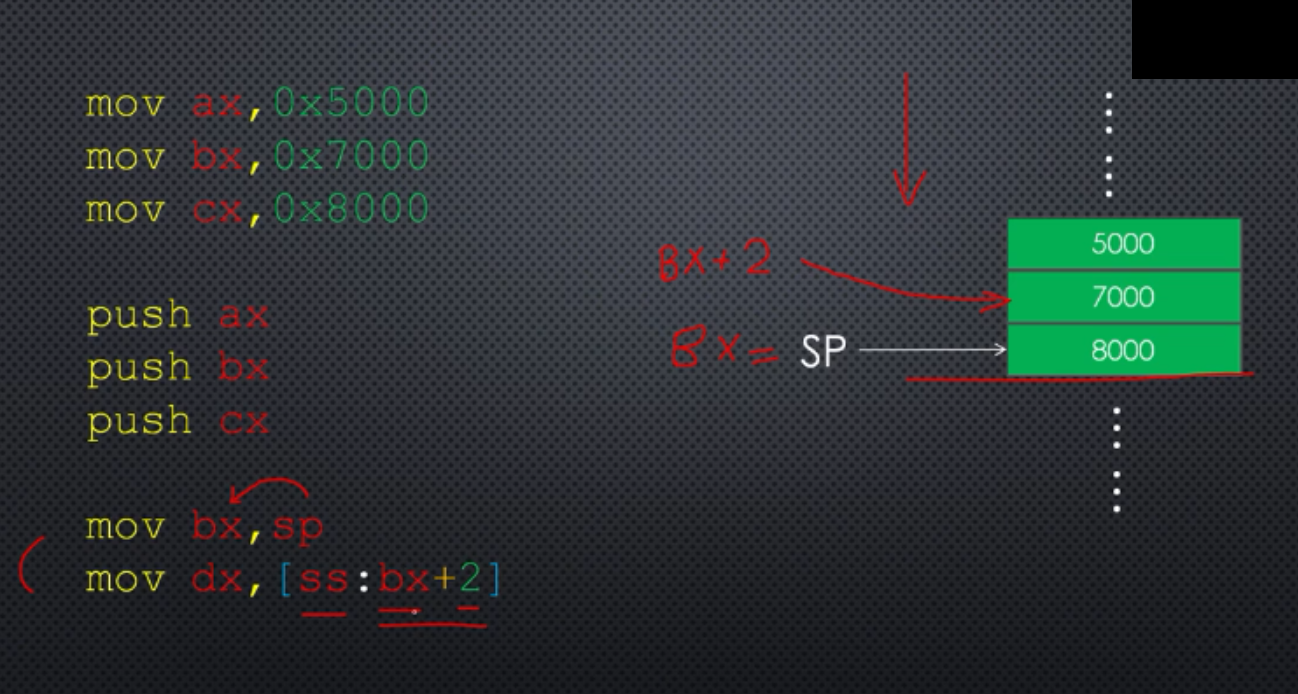 mov ax,0x5000
mov bx,0x7000
mov cx,0x8000
push ax
push bx
push cx
mov bx,sp
mov dx,[ss:bx+2]
BX+2
BX= SP
5000
7000
8000